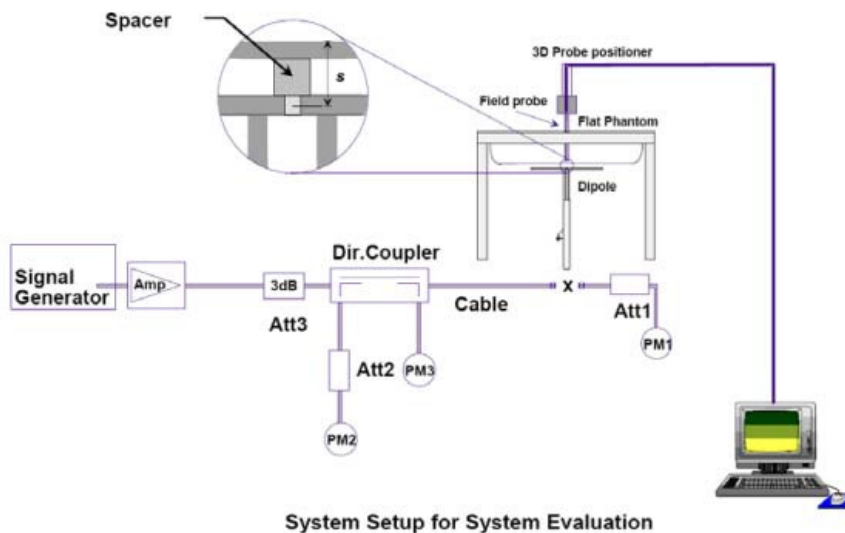 Spacer
s
3D Probe positioner
Field probe
Flat Phantom
Dipole
Signal
Generator
Amp
3dB
Att3
Dir.Coupler
Cable
X
Att1
PM1
Att2
PM3
PM2
System Setup for System Evaluation